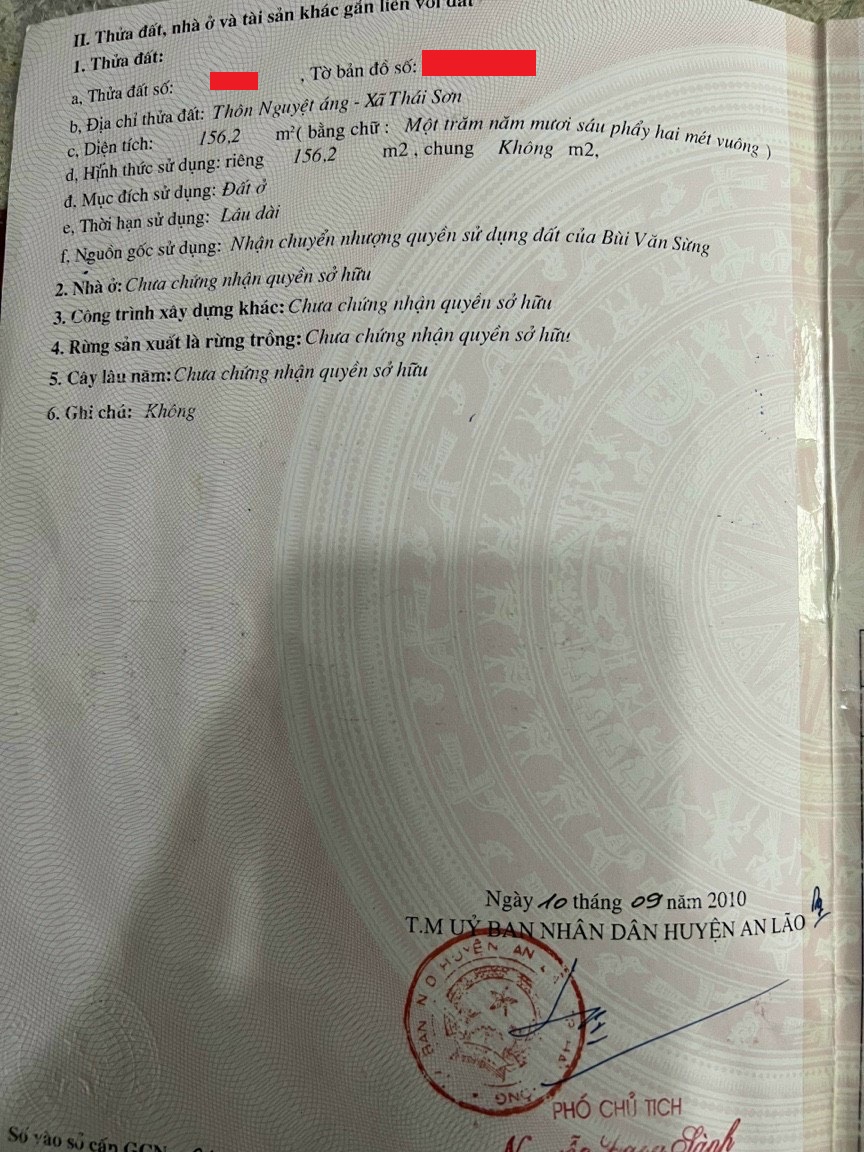 II. Thửa đất, nhà ở và tài sản khác gắn liền với đất
1. Thửa đất:
a, Thửa đất số: , Tờ bản đồ số:
b, Địa chỉ thửa đất: Thôn Nguyệt áng - Xã Thái Sơn
c, Diện tích: 156,2 m²( bằng chữ : Một trăm năm mươi sáu phẩy hai mét vuông )
d, Hình thức sử dụng: riêng 156,2 m2 , chung Không m2,
đ. Mục đích sử dụng: Đất ở
e, Thời hạn sử dụng: Lâu dài
f, Nguồn gốc sử dụng: Nhận chuyển nhượng quyền sử dụng đất của Bùi Văn Sừng
2. Nhà ở: Chưa chứng nhận quyền sở hữu
3. Công trình xây dựng khác: Chưa chứng nhận quyền sở hữu
4. Rừng sản xuất là rừng trồng: Chưa chứng nhận quyền sở hữu
5. Cây lâu năm: Chưa chứng nhận quyền sở hữu
6. Ghi chú: Không
Ngày 10 tháng 09 năm 2010
T.M UỶ BAN NHÂN DÂN HUYỆN AN LÃO
BAN N D HUYỆN AN
PHÓ CHỦ TỊCH
Số vào sổ cấp GCN